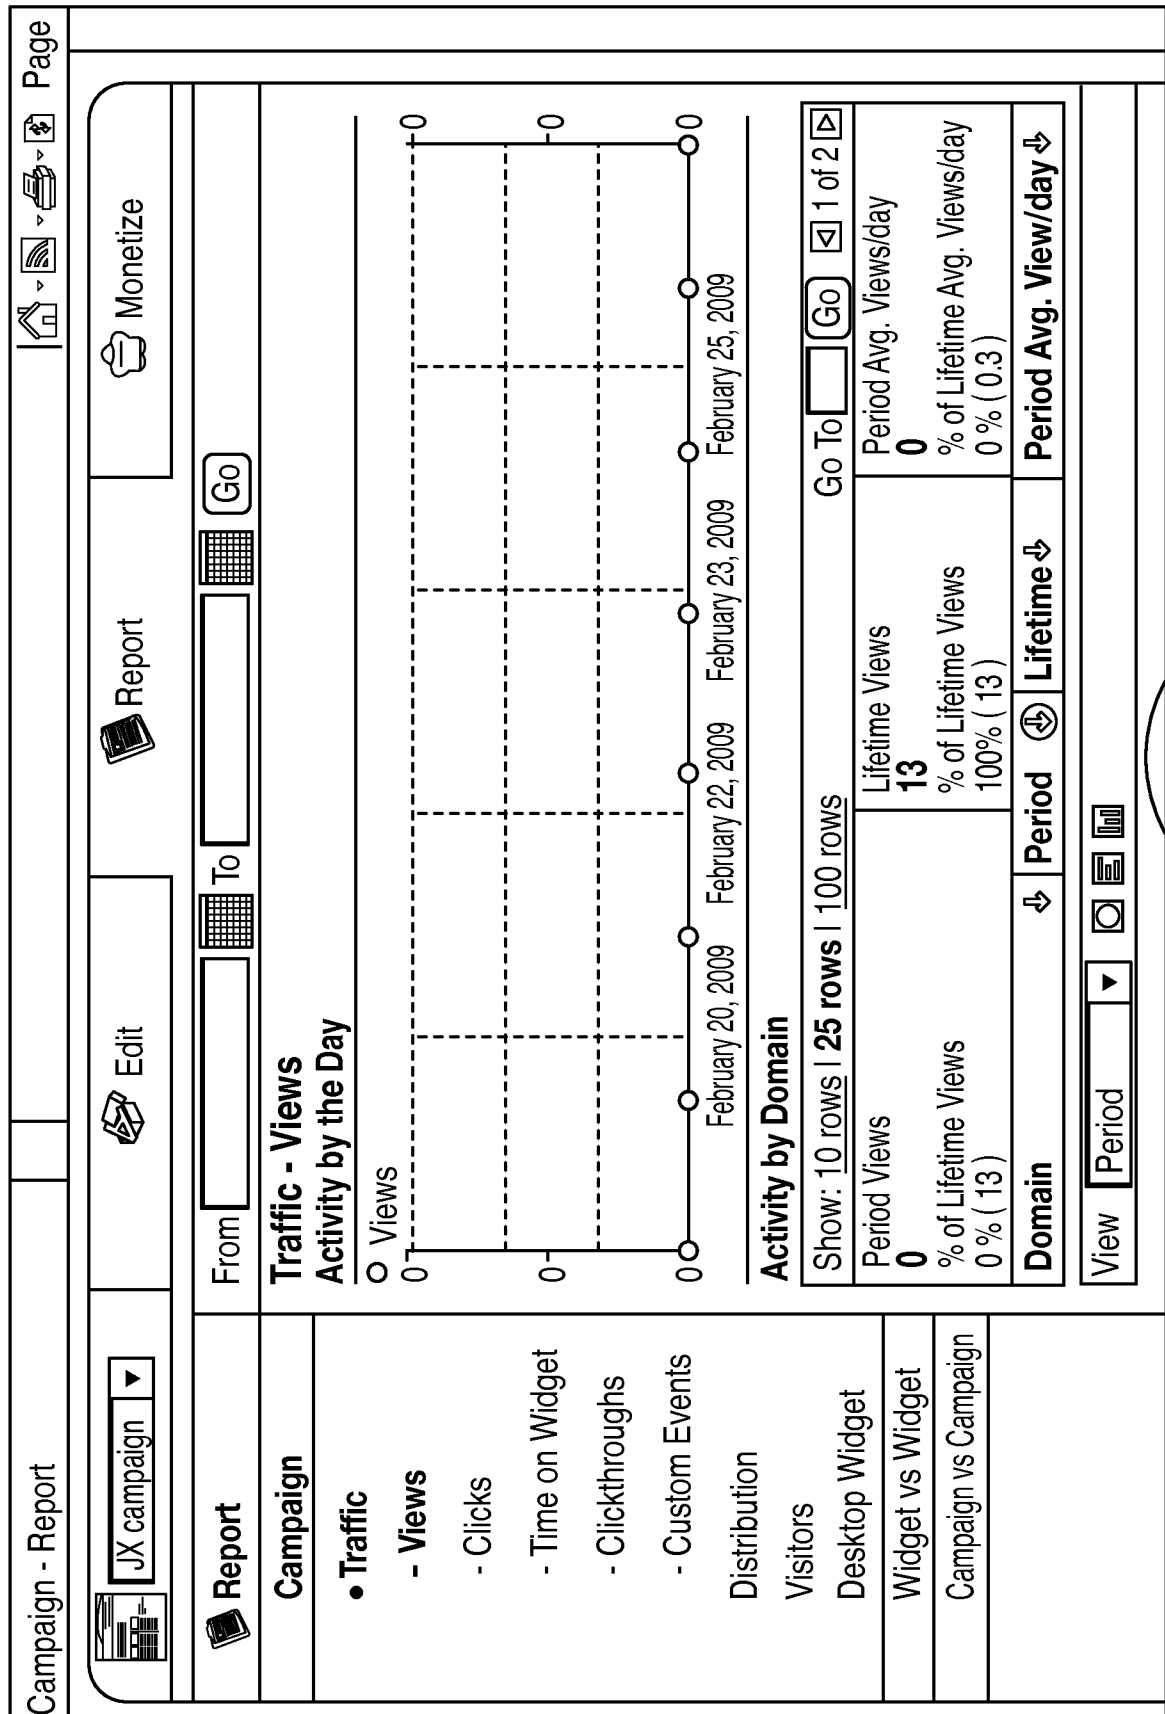 Campaign - Report
Page
JX campaign ▼
Edit
Report
Monetize
Report
Campaign
• Traffic
- Views
- Clicks
- Time on Widget
- Clickthroughs
- Custom Events
Distribution
Visitors
Desktop Widget
Widget vs Widget
Campaign vs Campaign
From To Go
Traffic - Views
Activity by the Day
Views
0 0
0 0
0 0
February 20, 2009 February 22, 2009 February 23, 2009 February 25, 2009
Activity by Domain
Show: 10 rows | 25 rows | 100 rows Go To Go 1 of 2
Period Views
0
% of Lifetime Views
0 % ( 13 )
Lifetime Views
13
% of Lifetime Views
100% ( 13 )
Period Avg. Views/day
0
% of Lifetime Avg. Views/day
0 % ( 0.3 )
Domain Period Lifetime Period Avg. View/day
View Period ▼